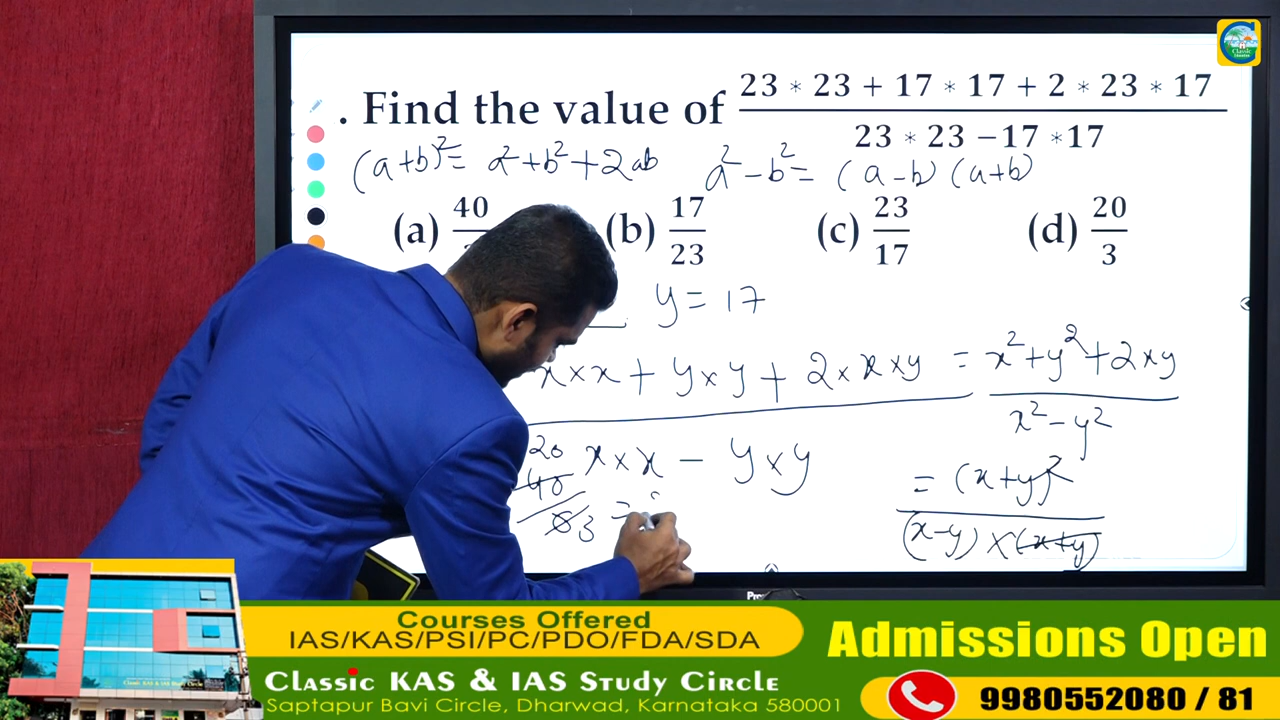 . Find the value of 23 * 23 + 17 * 17 + 2 * 23 * 17
23 * 23 – 17 * 17
(a+b)² = a²+b²+2ab a²–b² = (a–b) (a+b)
(a) 40 (b) 17/23 (c) 23/17 (d) 20/3
y = 17
x×x + y×y + 2×x×y = x²+y²+2xy
x²–y²
20 x×x – y×y
40
6 3
= (x+y)²
(x–y) × (x+y)
Classic
Courses Offered
IAS/KAS/PSI/PC/PDO/FDA/SDA
Classic KAS & IAS Study Circle
Saptapur Bavi Circle, Dharwad, Karnataka 580001
Admissions Open
9980552080 / 81